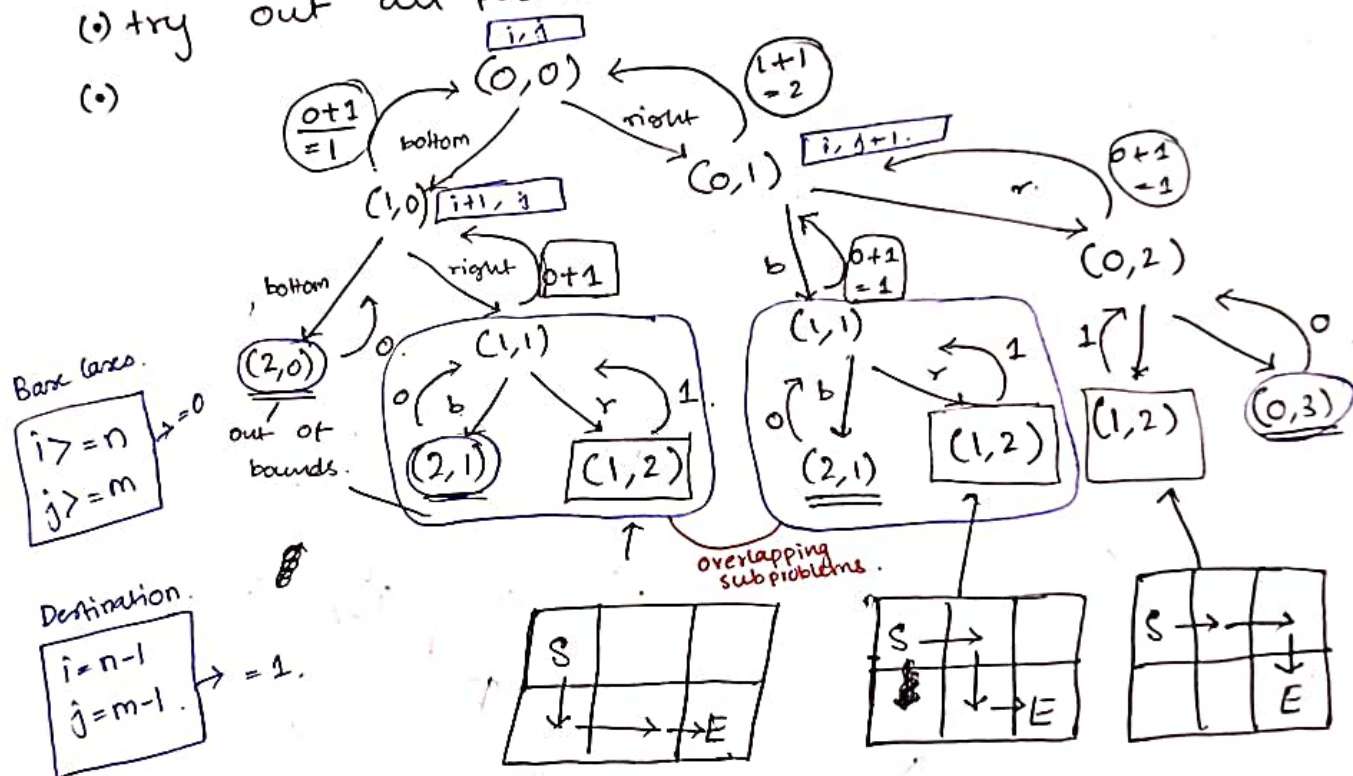 (•) try out all
(•)
i, j
(0,0)
0+1
= 1
bottom
right
1+1
= 2
(1,0)
i+1, j
(0,1)
i, j+1.
r.
0+1
= 1
bottom
right
0+1
b
0+1
= 1
(0,2)
(2,0)
0.
out of
bounds.
(1,1)
0
b
r
1.
(2,1)
(1,2)
(1,1)
0
b
r
1
(2,1)
(1,2)
1
(1,2)
0
(0,3)
overlapping
subproblems.
Base cases.
i>=n
j>=m
=0
Destination.
i=n-1
j=m-1.
= 1.
S
E
S
E
S
E